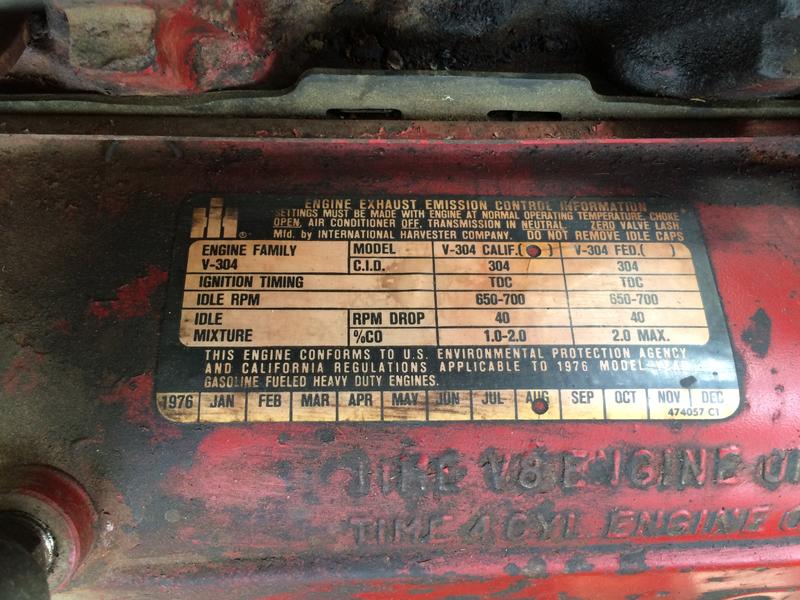 IH®
ENGINE EXHAUST EMISSION CONTROL INFORMATION
SETTINGS MUST BE MADE WITH ENGINE AT NORMAL OPERATING TEMPERATURE, CHOKE
OPEN, AIR CONDITIONER OFF, TRANSMISSION IN NEUTRAL. ZERO VALVE LASH.
Mfd. by INTERNATIONAL HARVESTER COMPANY. DO NOT REMOVE IDLE CAPS
ENGINE FAMILY MODEL V-304 CALIF.( ) V-304 FED.( )
V-304 C.I.D. 304 304
IGNITION TIMING TDC TDC
IDLE RPM 650-700 650-700
IDLE RPM DROP 40 40
MIXTURE %CO 1.0-2.0 2.0 MAX.
THIS ENGINE CONFORMS TO U.S. ENVIRONMENTAL PROTECTION AGENCY
AND CALIFORNIA REGULATIONS APPLICABLE TO 1976 MODEL YEAR
GASOLINE FUELED HEAVY DUTY ENGINES.
1976 JAN FEB MAR APR MAY JUN JUL AUG SEP OCT NOV DEC
474057 C1
TIME V8 ENGINE
TIME 4 CYL ENGINE